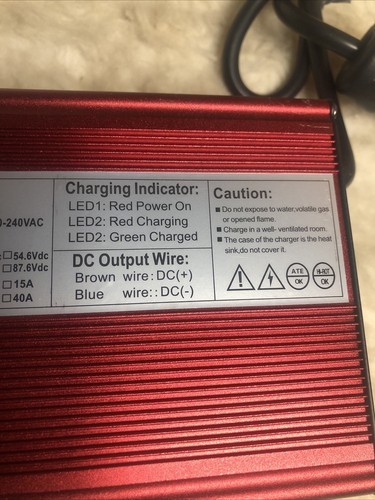 Charging Indicator:
LED1: Red Power On
LED2: Red Charging
LED2: Green Charged
DC Output Wire:
Brown wire: DC(+)
Blue wire:: DC(-)
0-240VAC
□54.6Vdc
□87.6Vdc
□15A
□40A
Caution:
■ Do not expose to water,volatile gas
or opened flame.
■ Charge in a well- ventilated room.
■ The case of the charger is the heat
sink,do not cover it.
ATE
OK
HI-POT
OK